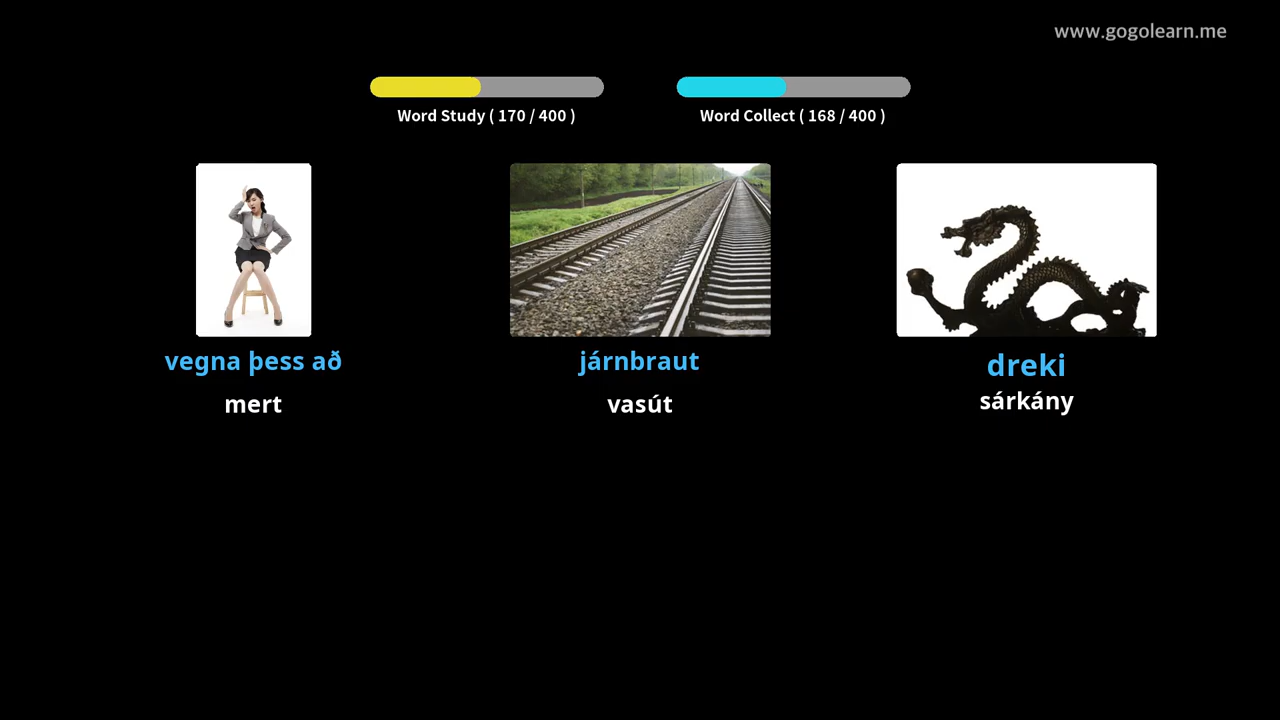 www.gogolearn.me
Word Study ( 170 / 400 )
Word Collect ( 168 / 400 )
vegna þess að
mert
járnbraut
vasút
dreki
sárkány